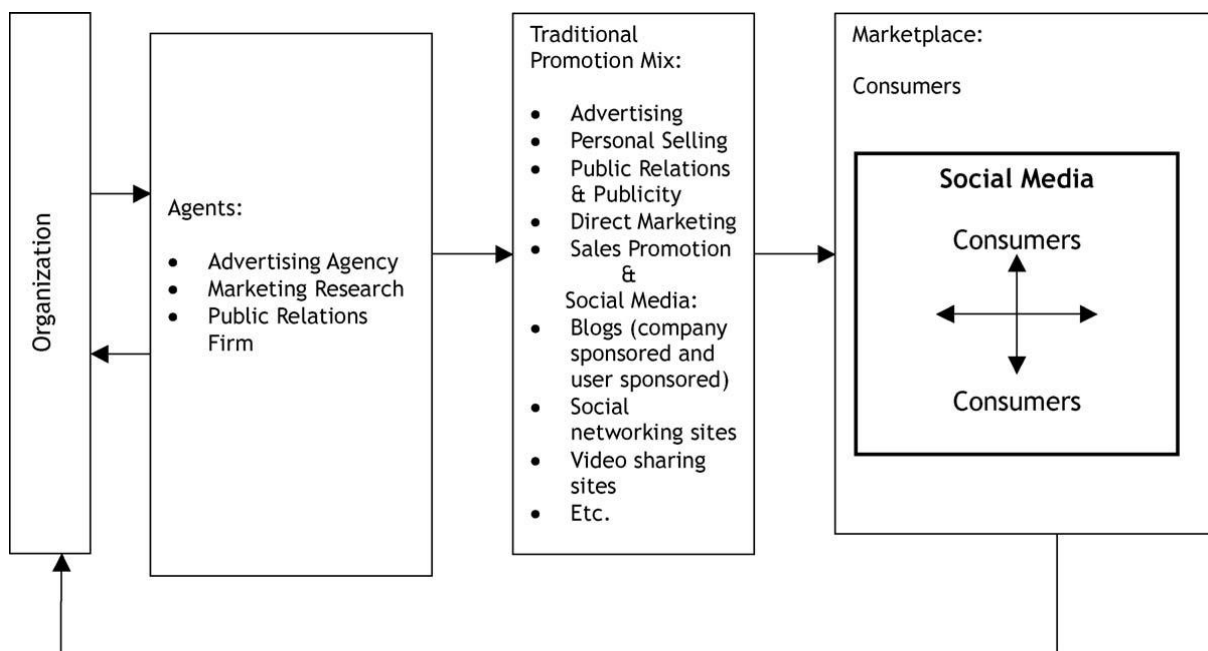 Organization
Agents:
● Advertising Agency
● Marketing Research
● Public Relations
Firm
Traditional
Promotion Mix:
● Advertising
● Personal Selling
● Public Relations
& Publicity
● Direct Marketing
● Sales Promotion
&
Social Media:
● Blogs (company
sponsored and
user sponsored)
● Social
networking sites
● Video sharing
sites
● Etc.
Marketplace:
Consumers
Social Media
Consumers
Consumers